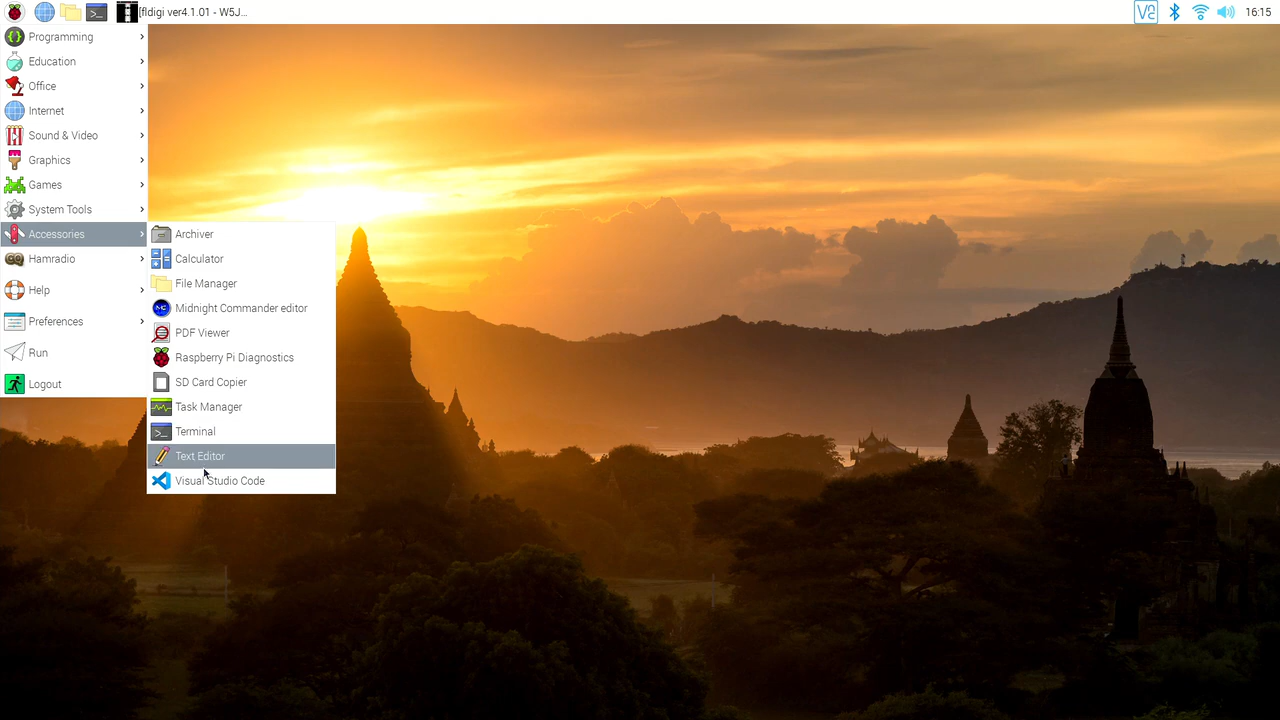 [fldigi ver4.1.01 - W5J...
16:15
Programming
Education
Office
Internet
Sound & Video
Graphics
Games
System Tools
Accessories
Hamradio
Help
Preferences
Run
Logout
Archiver
Calculator
File Manager
Midnight Commander editor
PDF Viewer
Raspberry Pi Diagnostics
SD Card Copier
Task Manager
Terminal
Text Editor
Visual Studio Code